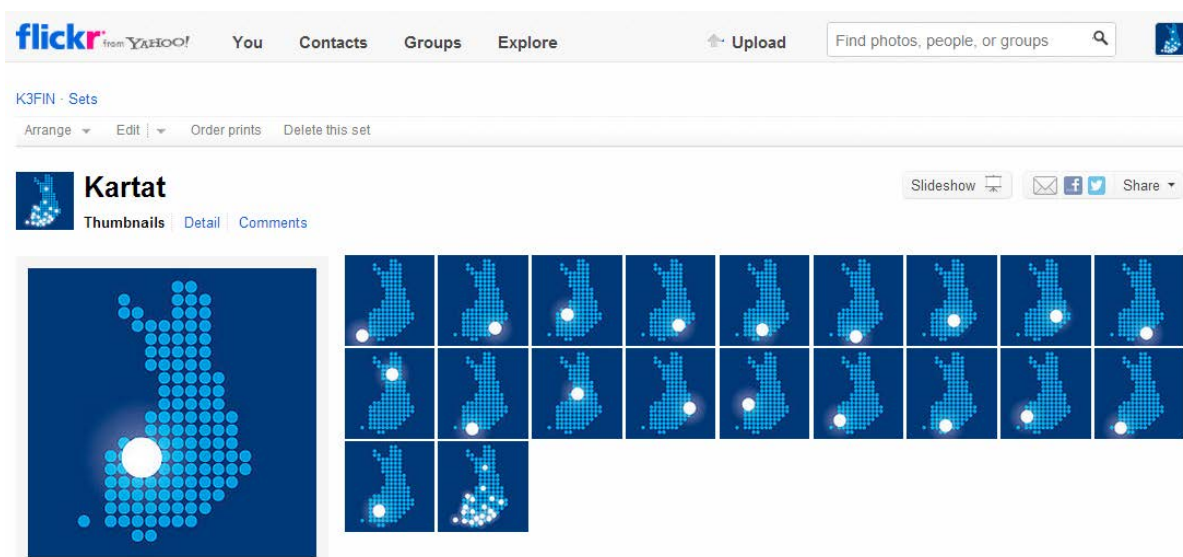 flickr from YAHOO! You Contacts Groups Explore Upload Find photos, people, or groups
K3FIN · Sets
Arrange Edit Order prints Delete this set
Kartat
Slideshow Share
Thumbnails Detail Comments